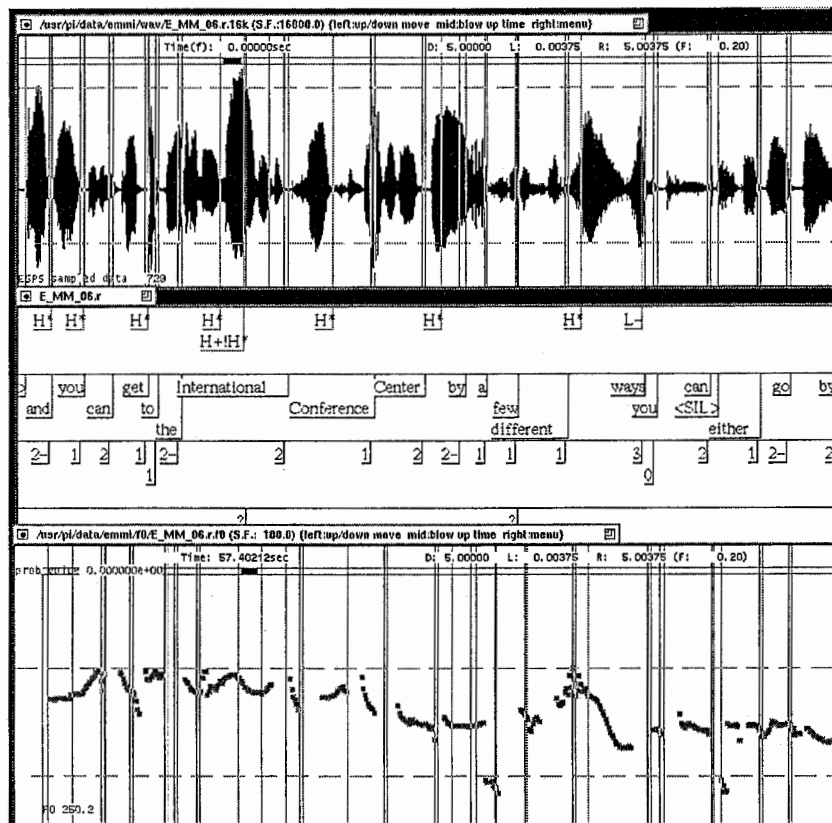 /usr/pi/data/emmi/wav/E_MM_06.r.16k (S.F.:16000.0) {left:up/down move mid:blow up time right:menu}
Time(f): 0.00000sec D: 5.00000 L: 0.00375 R: 5.00375 (F: 0.20)
ESPS sampled data 729
E_MM_06.r
H* H* H* H* H* H* H* L-
H+!H*
you get International Center by a ways can go by
and can to Conference few you <SIL>
the different either
2- 1 2 1 2- 2 1 2 2- 1 1 1 3 2 1 2- 2
1 0
? ?
/usr/pi/data/emmi/f0/E_MM_06.r.f0 (S.F.: 100.0) {left:up/down move mid:blow up time right:menu}
Time: 57.40212sec D: 5.00000 L: 0.00375 R: 5.00375 (F: 0.20)
0.000000e+00
F0 250.2